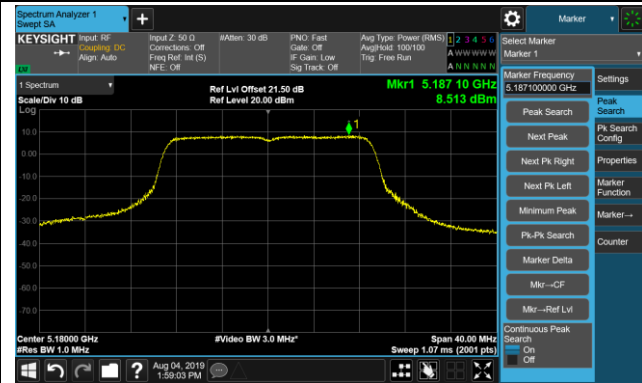 Spectrum Analyzer 1
Swept SA
+
Marker
KEYSIGHT
Input: RF
Coupling: DC
Align: Auto
Input Z: 50 Ω
Corrections: Off
Freq Ref: Int (S)
NFE: Off
#Atten: 30 dB
PNO: Fast
Gate: Off
IF Gain: Low
Sig Track: Off
Avg Type: Power (RMS)
Avg|Hold: 100/100
Trig: Free Run
1 2 3 4 5 6
A W W W W W
A N N N N N
LXI
Select Marker
Marker 1
1 Spectrum
Scale/Div 10 dB
Log
Ref Lvl Offset 21.50 dB
Ref Level 20.00 dBm
Mkr1 5.187 10 GHz
8.513 dBm
1
10.0
0.00
-10.0
-20.0
-30.0
-40.0
-50.0
-60.0
-70.0
Center 5.18000 GHz
#Res BW 1.0 MHz
#Video BW 3.0 MHz*
Span 40.00 MHz
Sweep 1.07 ms (2001 pts)
Marker Frequency
5.187100000 GHz
Peak Search
Next Peak
Next Pk Right
Next Pk Left
Minimum Peak
Pk-Pk Search
Marker Delta
Mkr→CF
Mkr→Ref Lvl
Continuous Peak
Search
On
Off
Settings
Peak
Search
Pk Search
Config
Properties
Marker
Function
Marker→
Counter
?
Aug 04, 2019
1:59:03 PM